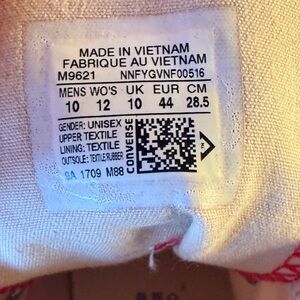 MADE IN VIETNAM
FABRIQUE AU VIETNAM
M9621 NNFYGVNF00516
MENS WO'S UK EUR CM
10 12 10 44 28.5
GENDER: UNISEX
UPPER TEXTILE
LINING: TEXTILE
OUTSOLE: TEXTILE/RUBBER
CONVERSE
TM
9A 1709 M88